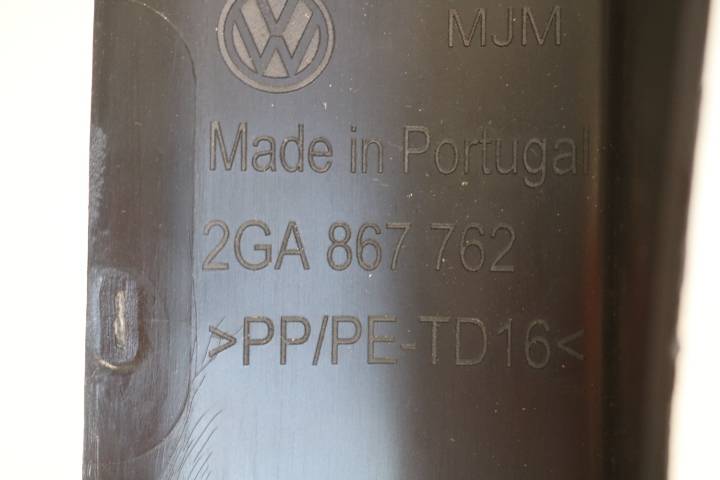 MJM
Made in Portugal
2GA 867 762
>PP/PE-TD16<